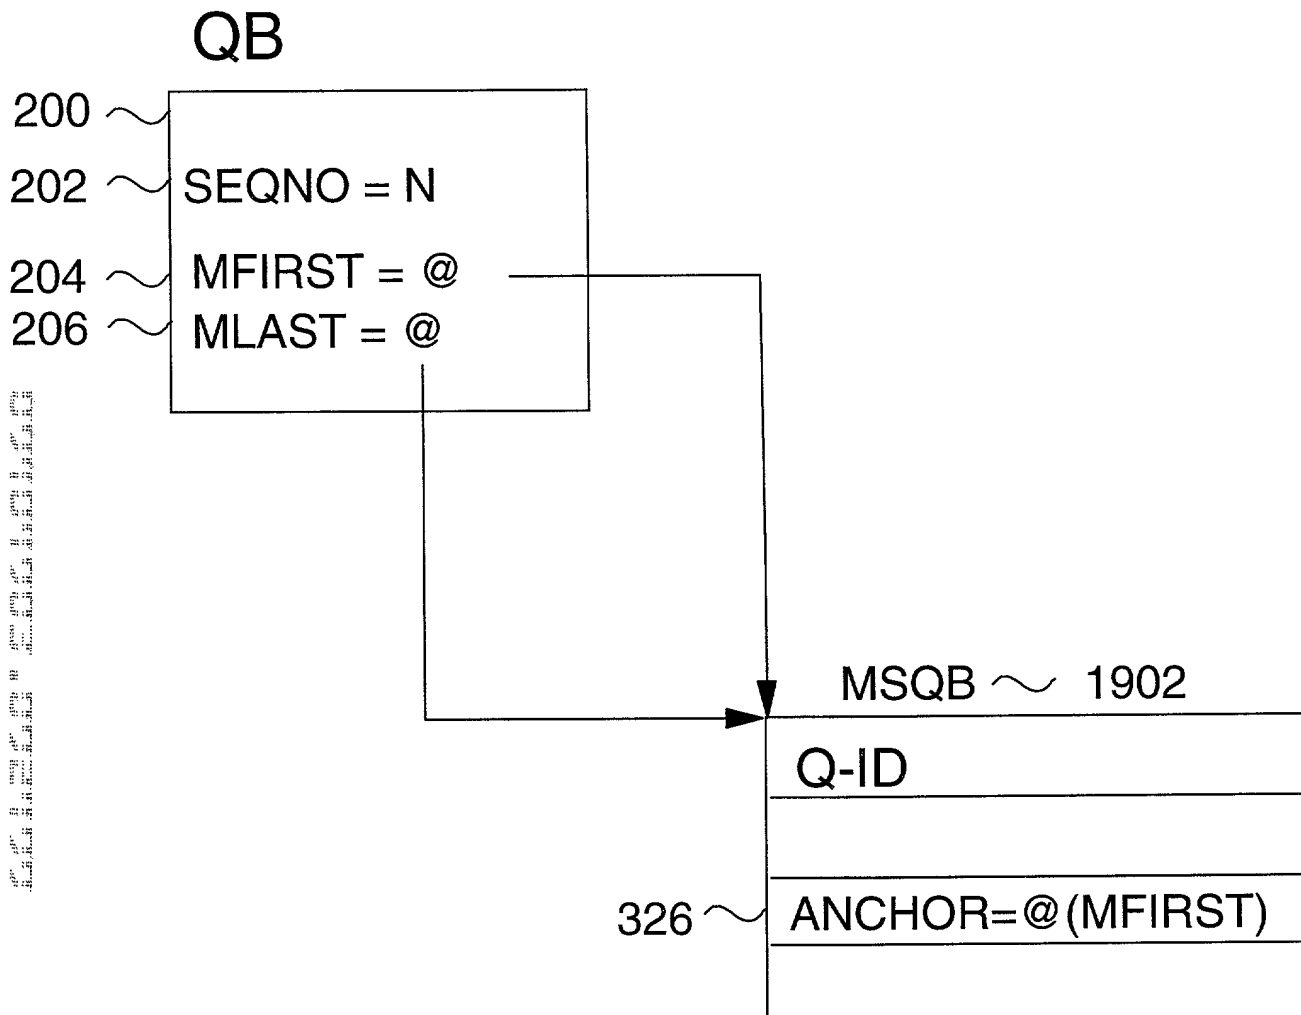 QB
200
202 SEQNO = N
204 MFIRST = @
206 MLAST = @
MSQB 1902
Q-ID
326 ANCHOR=@(MFIRST)